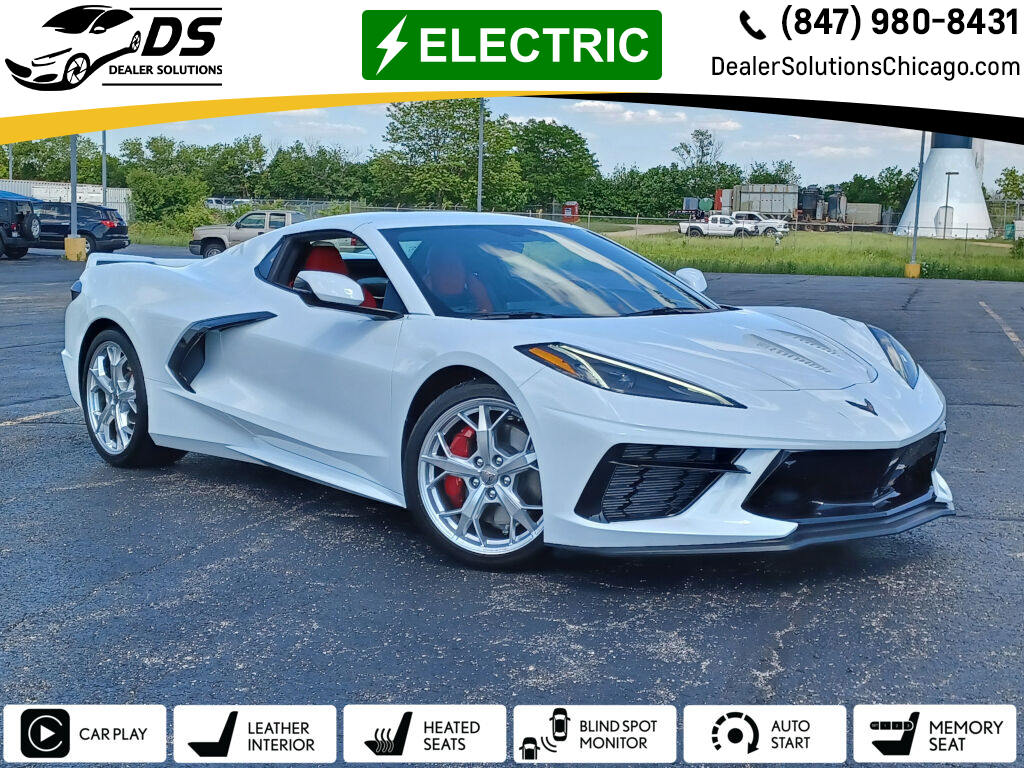 DS
DEALER SOLUTIONS
ELECTRIC
(847) 980-8431
DealerSolutionsChicago.com
CAR PLAY
LEATHER
INTERIOR
HEATED
SEATS
BLIND SPOT
MONITOR
AUTO
START
MEMORY
SEAT